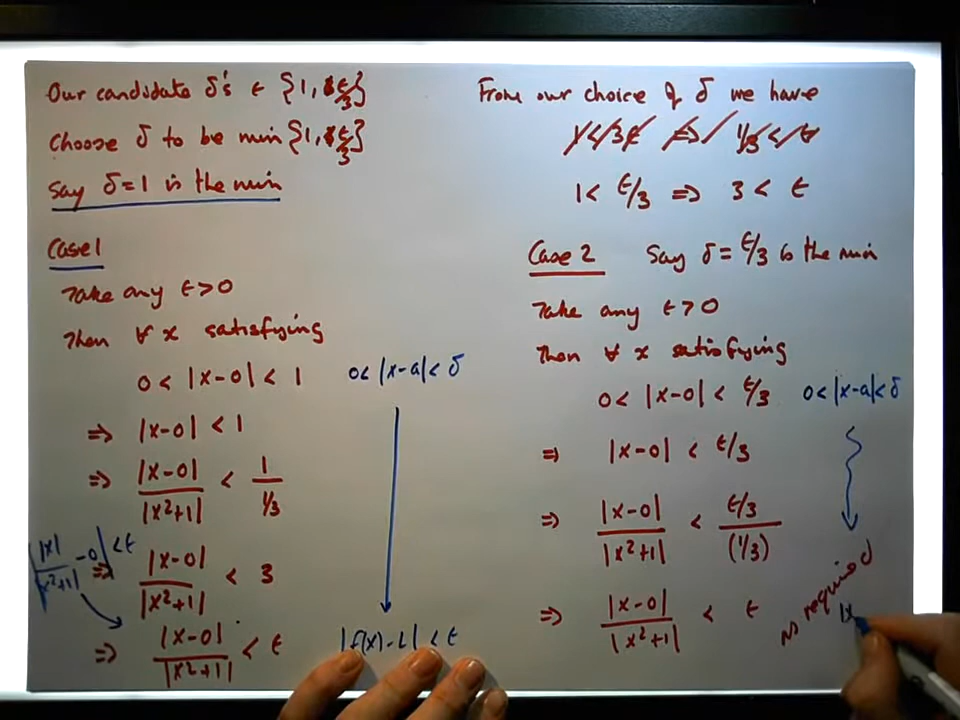 Our candidate δ's ∈ {1, ε/3}
Choose δ to be min {1, ε/3}
Say δ=1 is the min
Case 1
Take any ε>0
Then ∀ x satisfying
0 < |x-0| < 1
0< |x-a| < δ
⇒ |x-0| < 1
⇒ |x-0| / |x²+1| < 1 / 1/3
⇒ |x-0| / |x²+1| < 3
| |x| / |x²+1| -0 | < ε
⇒ |x-0| / |x²+1| < ε
|f(x)-L| < ε
From our choice of δ we have
1 < ε/3 ⇒ 3 < ε
Case 2 Say δ = ε/3 is the min
Take any ε>0
Then ∀ x satisfying
0 < |x-0| < ε/3
0<|x-a|<δ
⇒ |x-0| < ε/3
⇒ |x-0| / |x²+1| < ε/3 / (1/3)
⇒ |x-0| / |x²+1| < ε
as required
|x